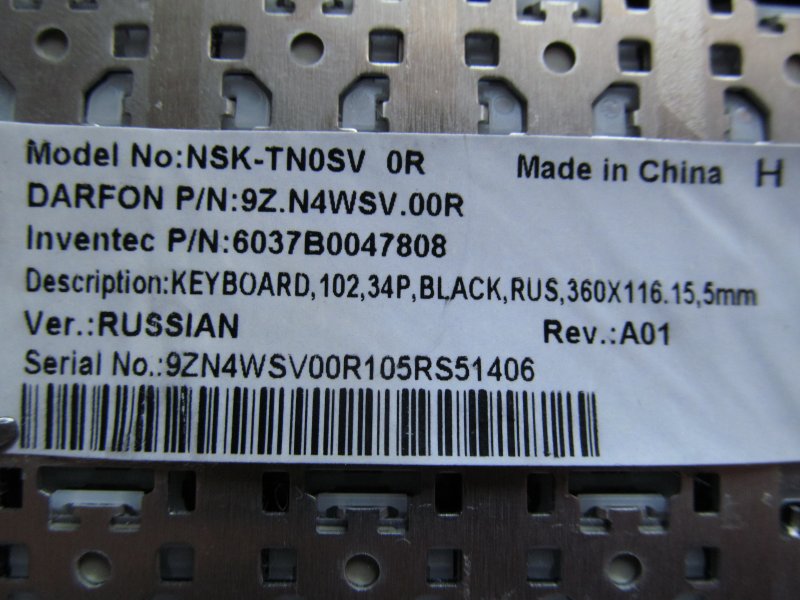 Model No:NSK-TN0SV 0R Made in China H
DARFON P/N:9Z.N4WSV.00R
Inventec P/N:6037B0047808
Description:KEYBOARD,102,34P,BLACK,RUS,360X116.15,5mm
Ver.:RUSSIAN Rev.:A01
Serial No.:9ZN4WSV00R105RS51406